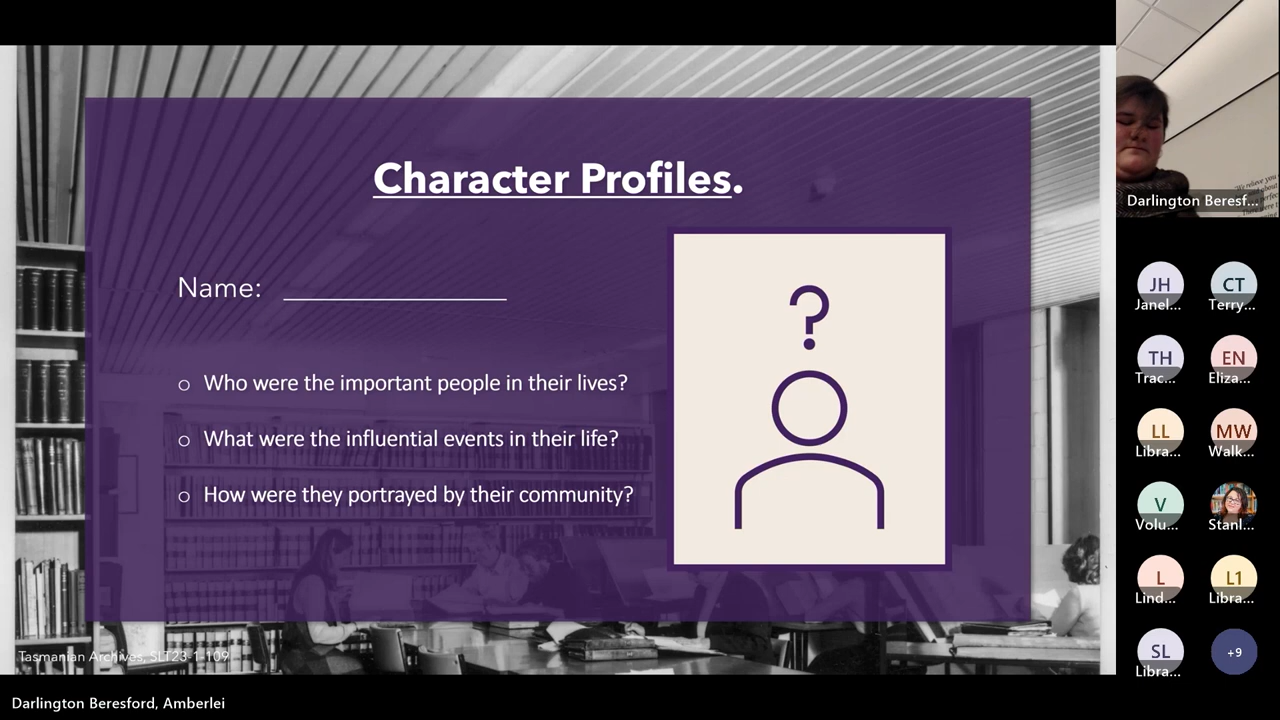 Character Profiles.
Name: ______________
?
o Who were the important people in their lives?
o What were the influential events in their life?
o How were they portrayed by their community?
Tasmanian Archives, SLT23-1-109
Darlington Beresford, Amberlei
Darlington Beresf...
JH
Janel...
CT
Terry...
TH
Trac...
EN
Eliza...
LL
Libra...
MW
Walk...
V
Volu...
Stanl...
L
Lind...
L1
Libra...
SL
Libra...
+9